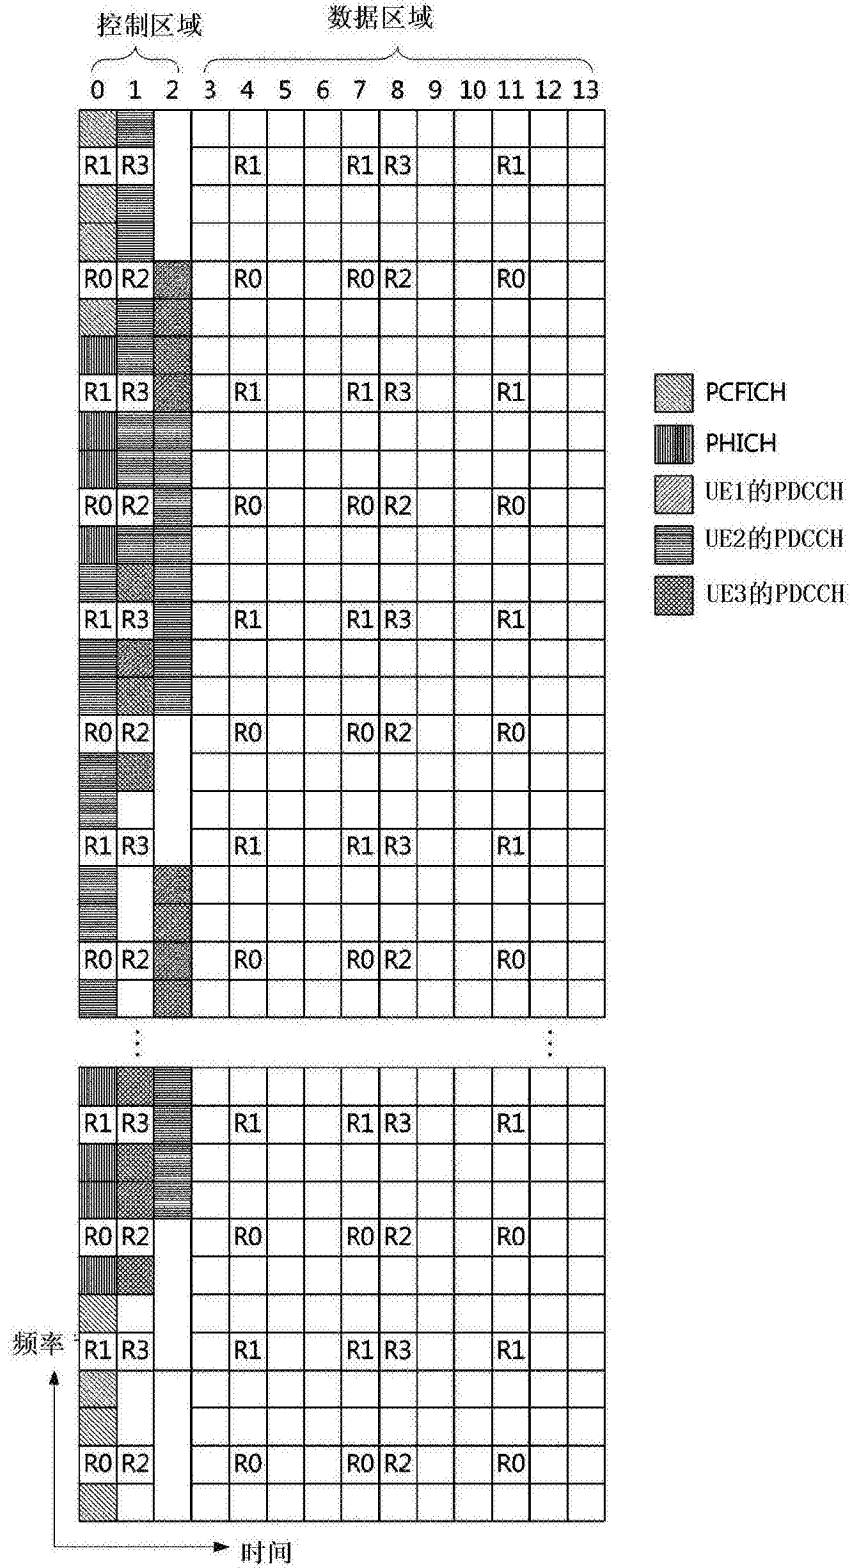 控制区域 数据区域
0 1 2 3 4 5 6 7 8 9 10 11 12 13
R1 R3 R1 R1 R3 R1
R0 R2 R0 R0 R2 R0
R1 R3 R1 R1 R3 R1
R0 R2 R0 R0 R2 R0
R1 R3 R1 R1 R3 R1
R0 R2 R0 R0 R2 R0
R1 R3 R1 R1 R3 R1
R0 R2 R0 R0 R2 R0
R1 R3 R1 R1 R3 R1
R0 R2 R0 R0 R2 R0
R1 R3 R1 R1 R3 R1
R0 R2 R0 R0 R2 R0
PCFICH
PHICH
UE1的PDCCH
UE2的PDCCH
UE3的PDCCH
频率
时间